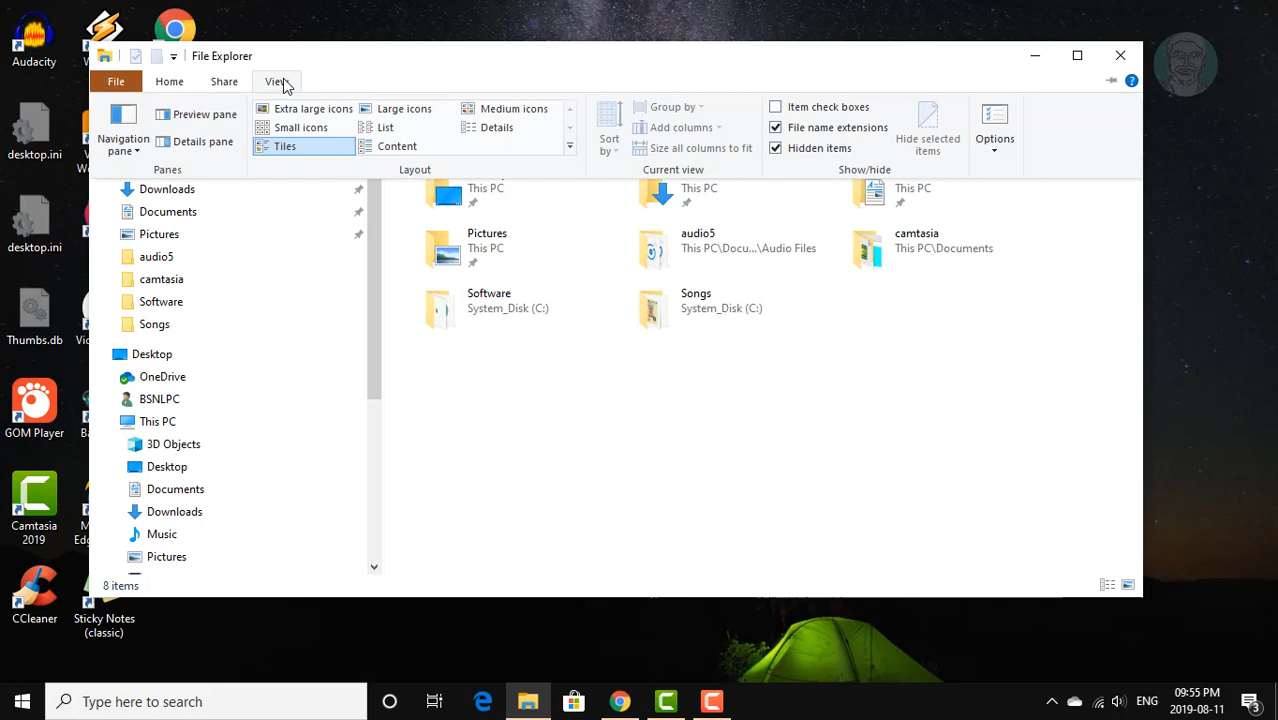 Audacity
desktop.ini
desktop.ini
Thumbs.db
GOM Player
Camtasia
2019
CCleaner
Sticky Notes
(classic)
File Explorer
File
Home
Share
View
Navigation
pane
Preview pane
Details pane
Panes
Extra large icons
Large icons
Medium icons
Small icons
List
Details
Tiles
Content
Layout
Sort
by
Group by
Add columns
Size all columns to fit
Current view
Item check boxes
File name extensions
Hidden items
Hide selected
items
Show/hide
Options
Downloads
Documents
Pictures
audio5
camtasia
Software
Songs
Desktop
OneDrive
BSNLPC
This PC
3D Objects
Desktop
Documents
Downloads
Music
Pictures
This PC
This PC
This PC
Pictures
This PC
audio5
This PC\Docu...\Audio Files
camtasia
This PC\Documents
Software
System_Disk (C:)
Songs
System_Disk (C:)
8 items
Type here to search
ENG
09:55 PM
2019-08-11
3